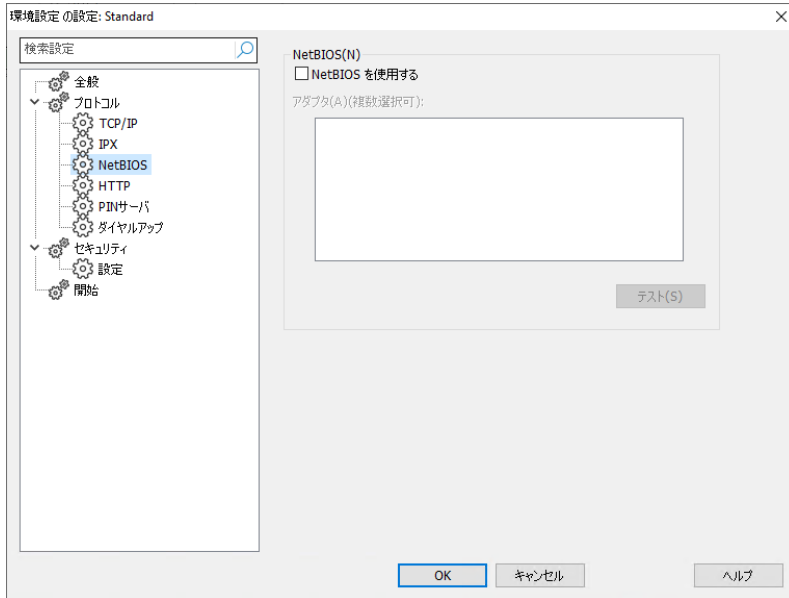 環境設定 の設定: Standard
検索設定
全般
プロトコル
TCP/IP
IPX
NetBIOS
HTTP
PINサーバ
ダイヤルアップ
セキュリティ
設定
開始
NetBIOS(N)
NetBIOS を使用する
アダプタ(A)(複数選択可):
テスト(S)
OK
キャンセル
ヘルプ